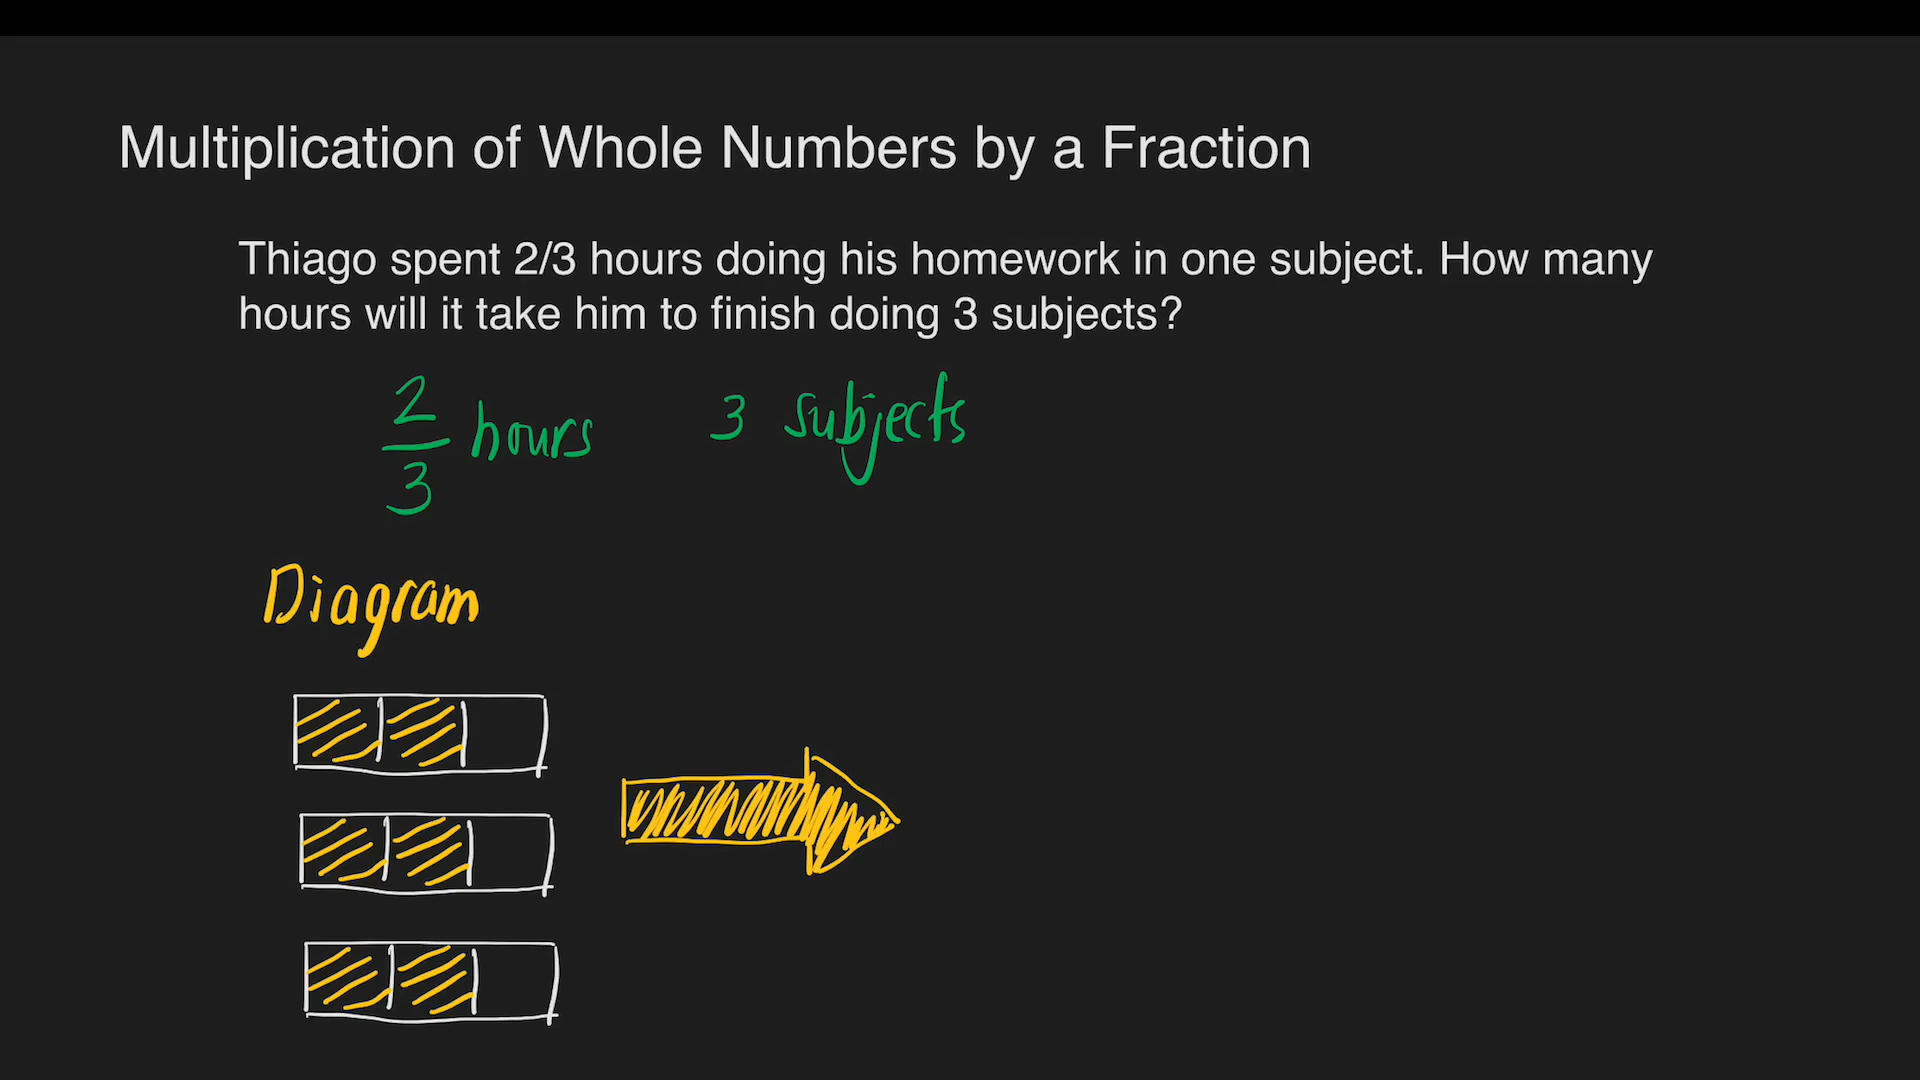 Multiplication of Whole Numbers by a Fraction
Thiago spent 2/3 hours doing his homework in one subject. How many
hours will it take him to finish doing 3 subjects?
2/3 hours 3 subjects
Diagram